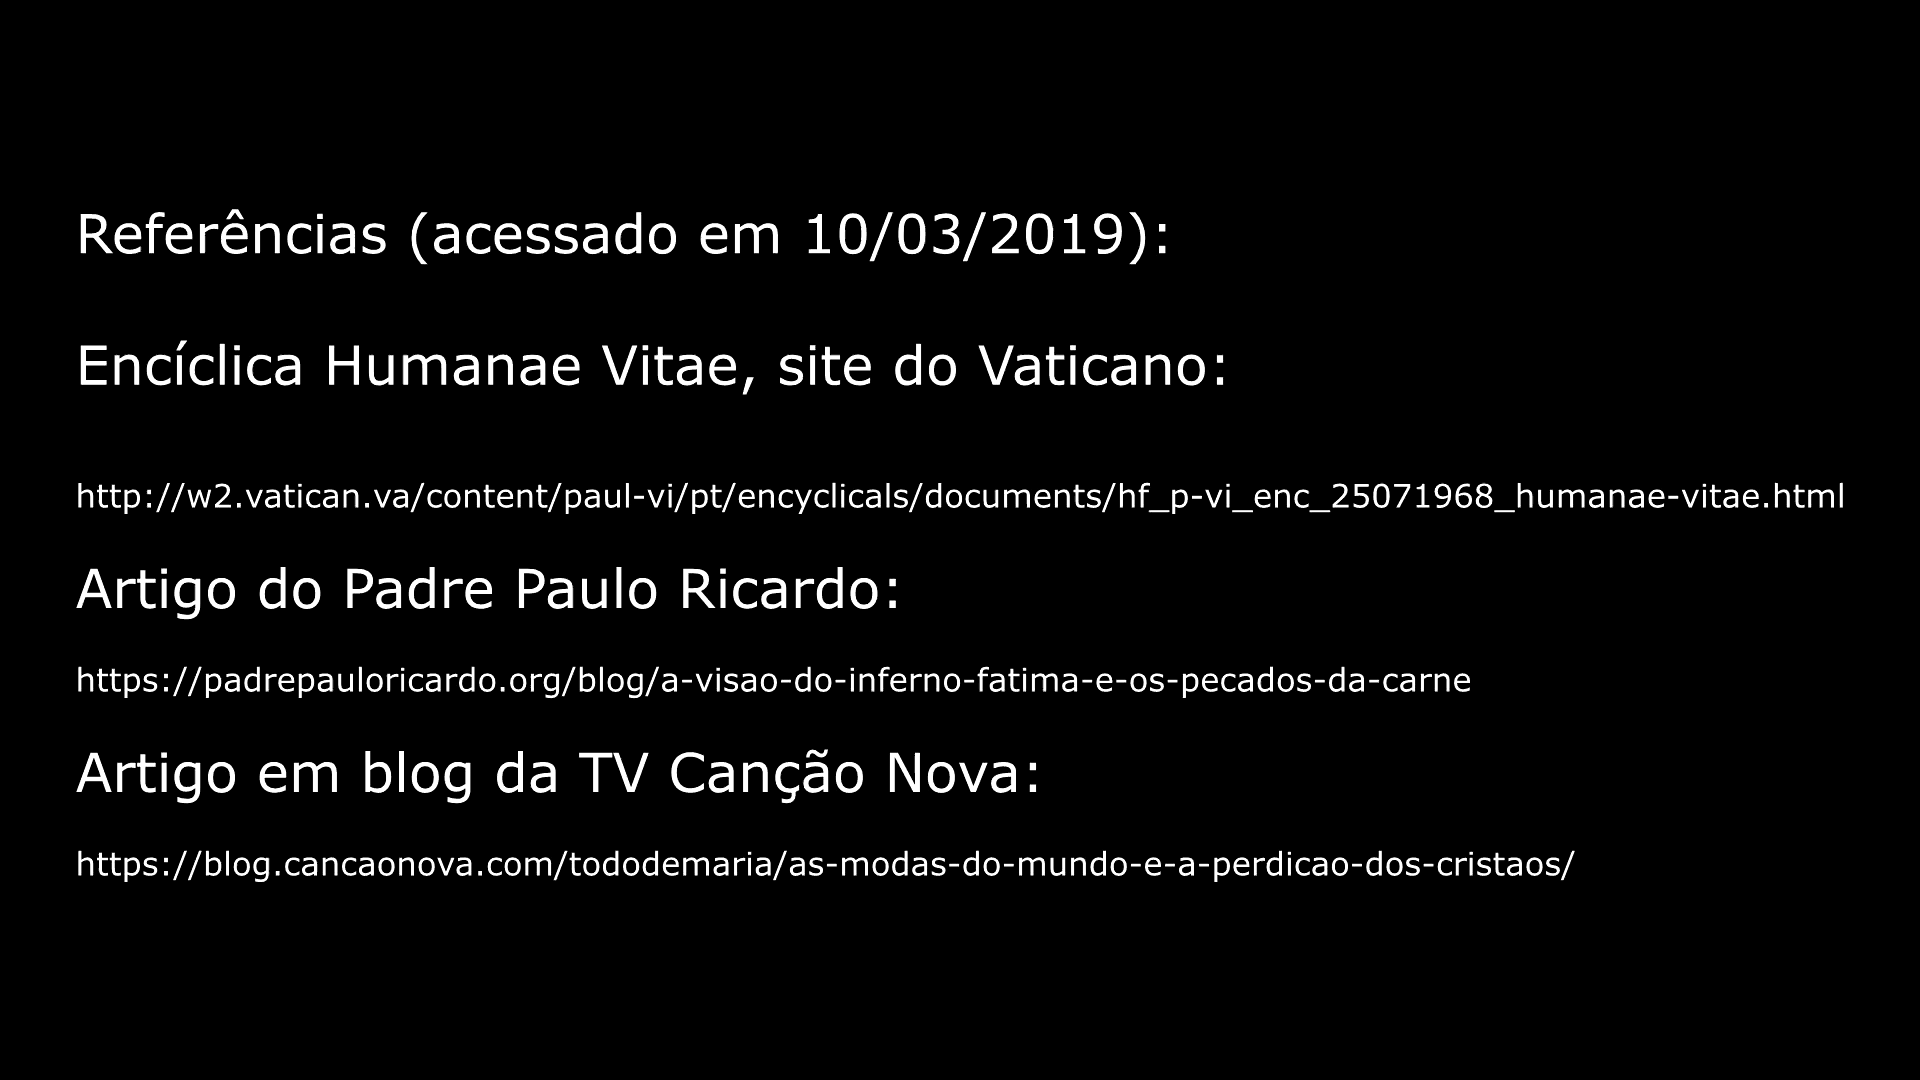 Referências (acessado em 10/03/2019):
Encíclica Humanae Vitae, site do Vaticano:
http://w2.vatican.va/content/paul-vi/pt/encyclicals/documents/hf_p-vi_enc_25071968_humanae-vitae.html
Artigo do Padre Paulo Ricardo:
https://padrepauloricardo.org/blog/a-visao-do-inferno-fatima-e-os-pecados-da-carne
Artigo em blog da TV Canção Nova:
https://blog.cancaonova.com/tododemaria/as-modas-do-mundo-e-a-perdicao-dos-cristaos/